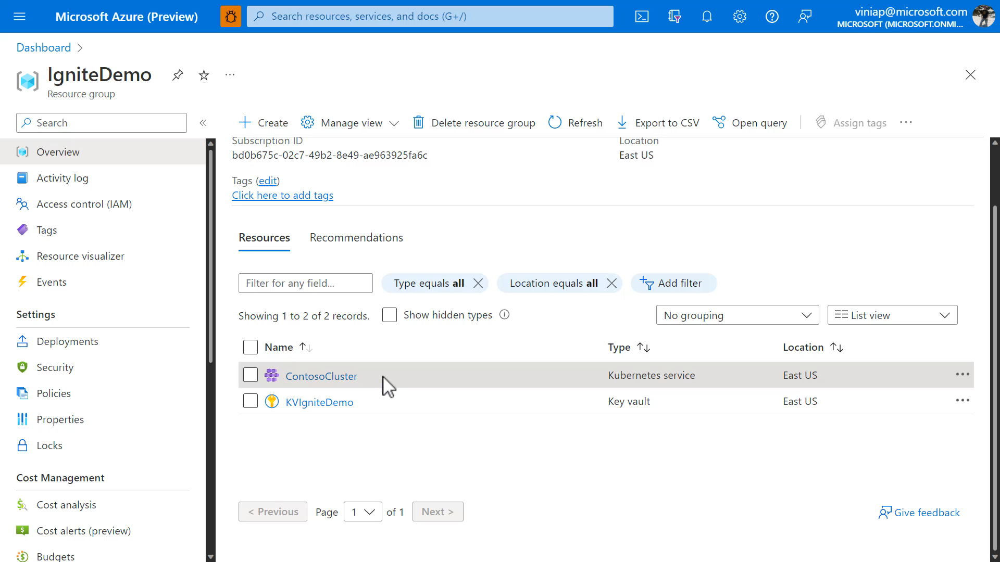 Microsoft Azure (Preview)
Search resources, services, and docs (G+/)
viniap@microsoft.com
MICROSOFT (MICROSOFT.ONMI...
Dashboard
IgniteDemo
Resource group
Search
Create
Manage view
Delete resource group
Refresh
Export to CSV
Open query
Assign tags
Overview
Activity log
Access control (IAM)
Tags
Resource visualizer
Events
Settings
Deployments
Security
Policies
Properties
Locks
Cost Management
Cost analysis
Cost alerts (preview)
Budgets
Subscription ID
bd0b675c-02c7-49b2-8e49-ae963925fa6c
Location
East US
Tags (edit)
Click here to add tags
Resources Recommendations
Filter for any field...
Type equals all
Location equals all
Add filter
Showing 1 to 2 of 2 records.
Show hidden types
No grouping
List view
Name Type Location
ContosoCluster Kubernetes service East US
KVIgniteDemo Key vault East US
< Previous Page 1 of 1 Next >
Give feedback